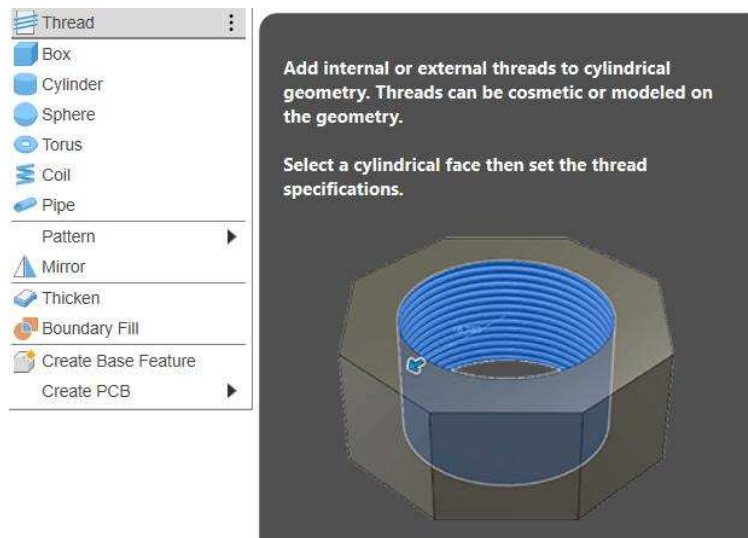 Thread
Box
Cylinder
Sphere
Torus
Coil
Pipe
Pattern
Mirror
Thicken
Boundary Fill
Create Base Feature
Create PCB
Add internal or external threads to cylindrical
geometry. Threads can be cosmetic or modeled on
the geometry.
Select a cylindrical face then set the thread
specifications.